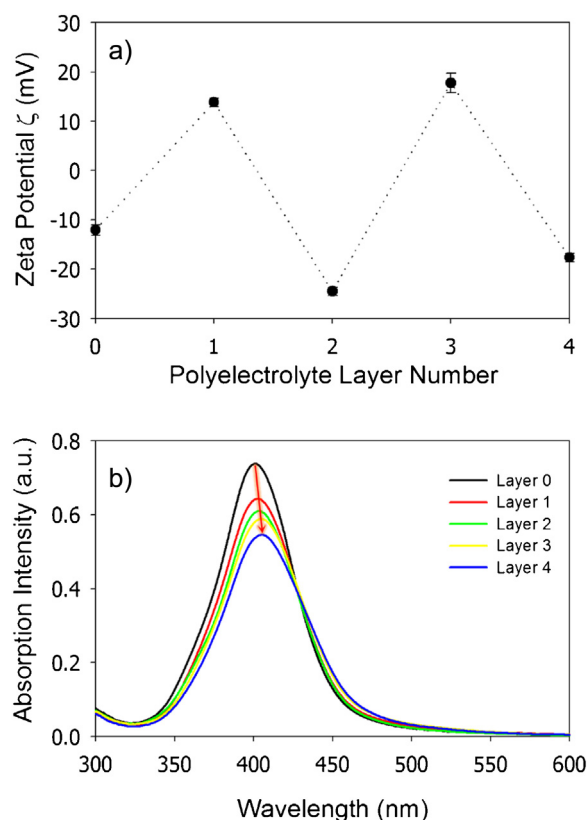 a)
Zeta Potential ζ (mV)
30
20
10
0
-10
-20
-30
0 1 2 3 4
Polyelectrolyte Layer Number
b)
Absorption Intensity (a.u.)
0.8
0.6
0.4
0.2
0.0
Layer 0
Layer 1
Layer 2
Layer 3
Layer 4
300 350 400 450 500 550 600
Wavelength (nm)